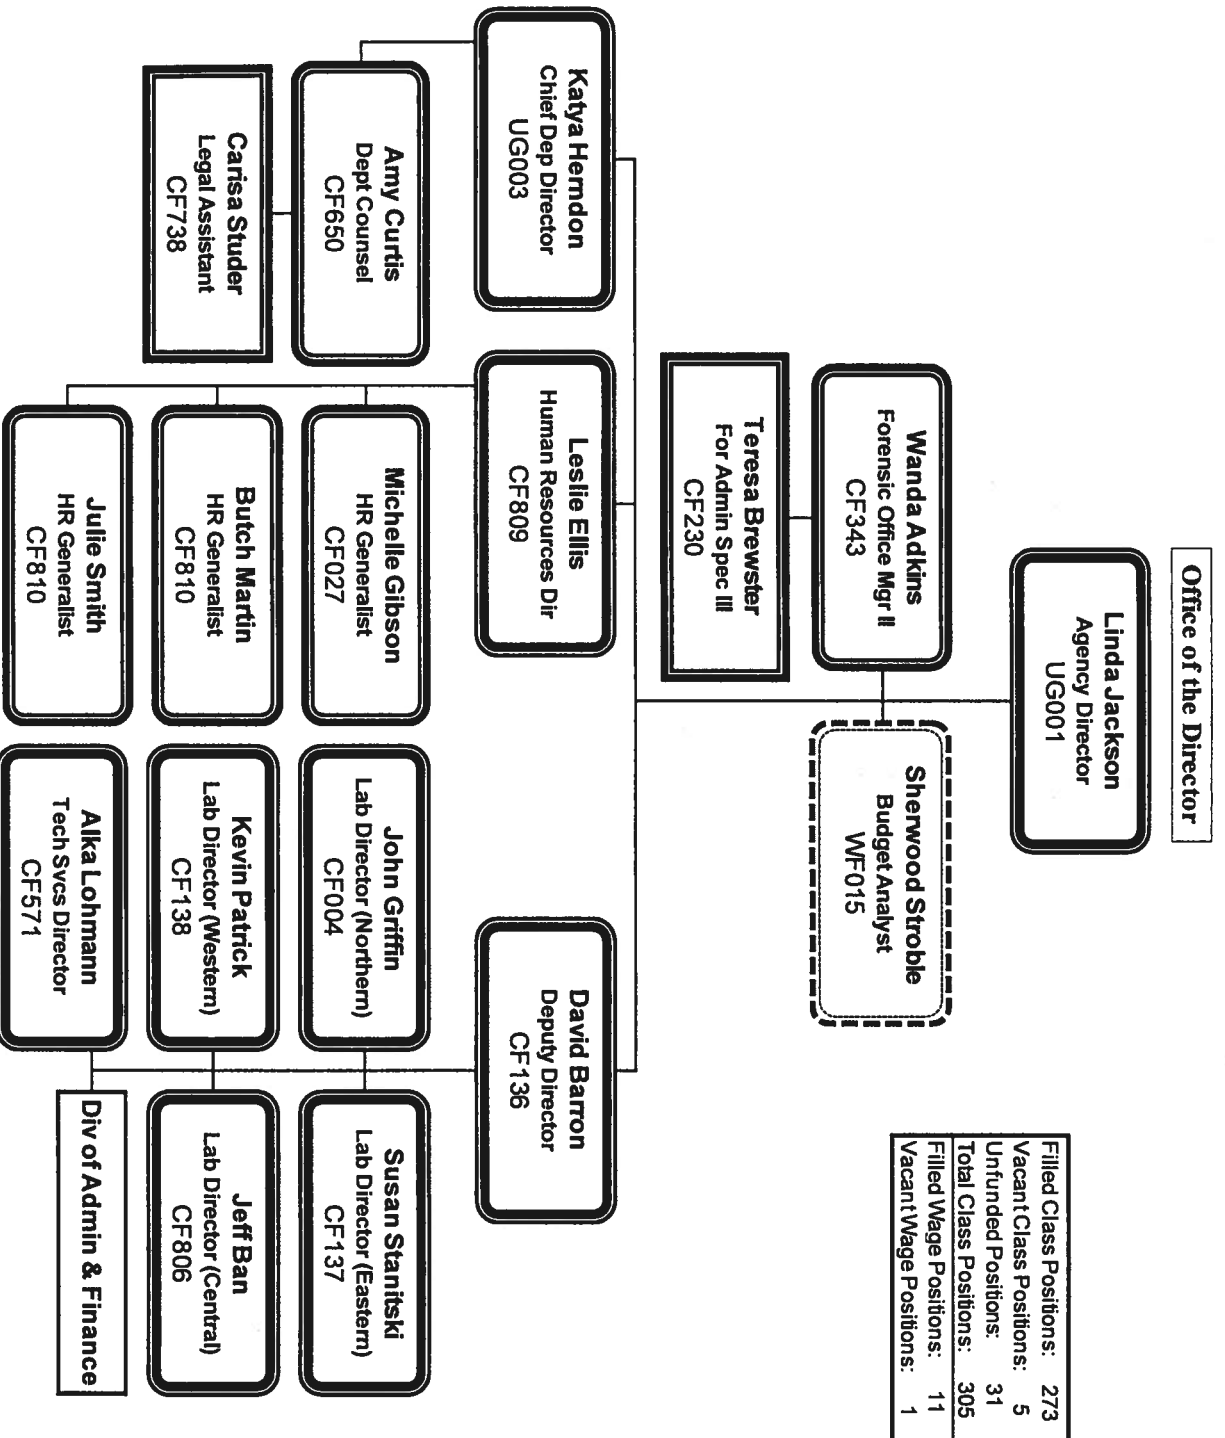 Office of the Director
Linda Jackson
Agency Director
UG001
Filled Class Positions: 273
Vacant Class Positions: 5
Unfunded Positions: 31
Total Class Positions: 305
Filled Wage Positions: 11
Vacant Wage Positions: 1
Wanda Adkins
Forensic Office Mgr II
CF343
Sherwood Stroble
Budget Analyst
WF015
Teresa Brewster
For Admin Spec III
CF230
Katya Herndon
Chief Dep Director
UG003
Leslie Ellis
Human Resources Dir
CF809
David Barron
Deputy Director
CF136
Amy Curtis
Dept Counsel
CF650
Michelle Gibson
HR Generalist
CF027
John Griffin
Lab Director (Northern)
CF004
Susan Stanitski
Lab Director (Eastern)
CF137
Carisa Studer
Legal Assistant
CF738
Butch Martin
HR Generalist
CF810
Kevin Patrick
Lab Director (Western)
CF138
Jeff Ban
Lab Director (Central)
CF806
Julie Smith
HR Generalist
CF810
Alka Lohmann
Tech Svcs Director
CF571
Div of Admin & Finance